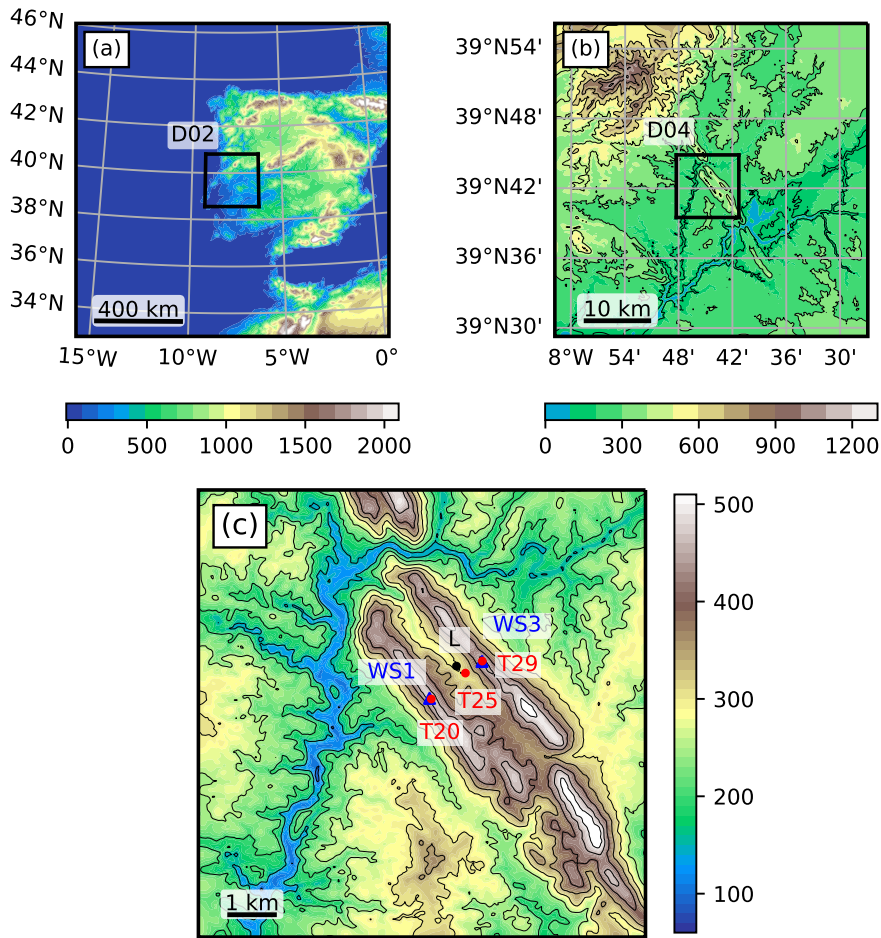 (a)
46°N
44°N
42°N
40°N
38°N
36°N
34°N
D02
400 km
15°W
10°W
5°W
0°
0
500
1000
1500
2000
(b)
39°N54'
39°N48'
39°N42'
39°N36'
39°N30'
D04
10 km
8°W
54'
48'
42'
36'
30'
0
300
600
900
1200
(c)
WS3
L
T29
WS1
T25
T20
1 km
500
400
300
200
100